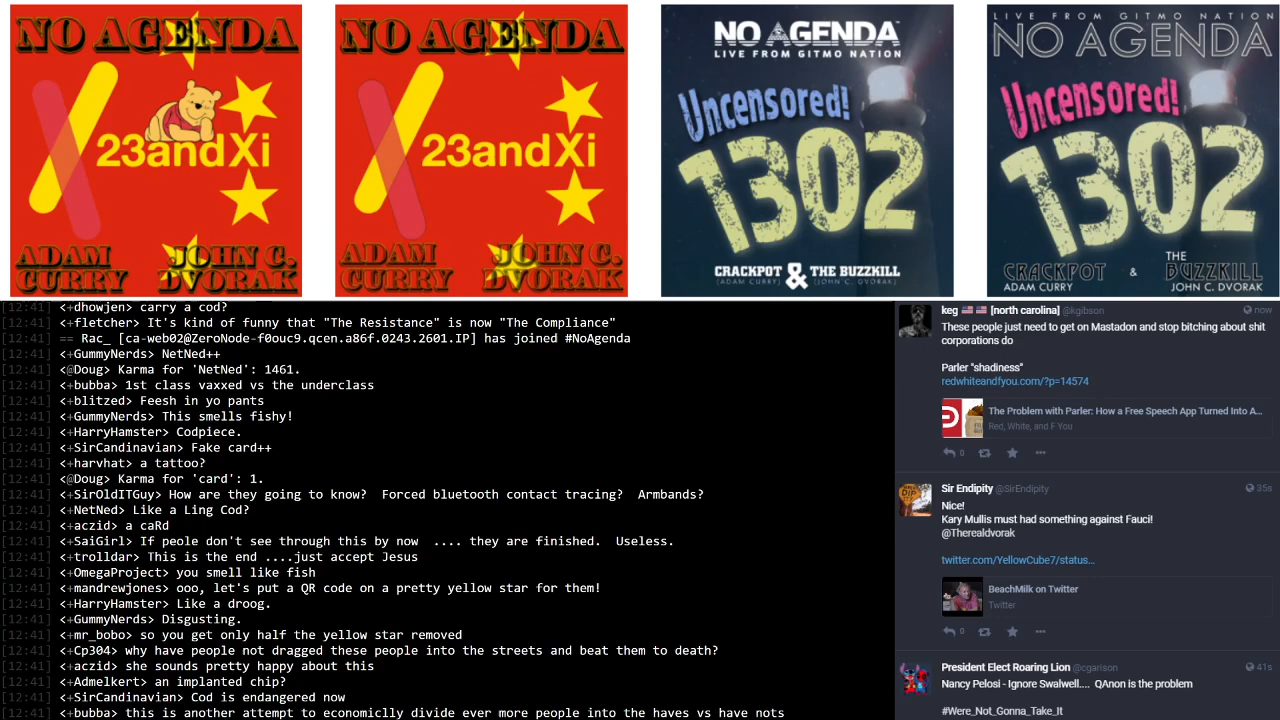 NO AGENDA
23andXi
ADAM CURRY
JOHN C. DVORAK
NO AGENDA
23andXi
ADAM CURRY
JOHN C. DVORAK
NO AGENDA™
LIVE FROM GITMO NATION
Uncensored!
1302
CRACKPOT & THE BUZZKILL
[ADAM CURRY] [JOHN C. DVORAK]
LIVE FROM GITMO NATION
NO AGENDA
Uncensored!
1302
CRACKPOT & THE BUZZKILL
ADAM CURRY JOHN C. DVORAK
[12:41] <+dhowjen> carry a cod?
[12:41] <+fletcher> It's kind of funny that "The Resistance" is now "The Compliance"
[12:41] == Rac_ [ca-web02@ZeroNode-f0ouc9.qcen.a86f.0243.2601.IP] has joined #NoAgenda
[12:41] <+GummyNerds> NetNed++
[12:41] <@Doug> Karma for 'NetNed': 1461.
[12:41] <+bubba> 1st class vaxxed vs the underclass
[12:41] <+blitzed> Feesh in yo pants
[12:41] <+GummyNerds> This smells fishy!
[12:41] <+HarryHamster> Codpiece.
[12:41] <+SirCandinavian> Fake card++
[12:41] <+harvhat> a tattoo?
[12:41] <@Doug> Karma for 'card': 1.
[12:41] <+SirOldITGuy> How are they going to know?  Forced bluetooth contact tracing?  Armbands?
[12:41] <+NetNed> Like a Ling Cod?
[12:41] <+aczid> a caRd
[12:41] <+SaiGirl> If peole don't see through this by now  .... they are finished.  Useless.
[12:41] <+trolldar> This is the end ....just accept Jesus
[12:41] <+OmegaProject> you smell like fish
[12:41] <+mandrewjones> ooo, let's put a QR code on a pretty yellow star for them!
[12:41] <+HarryHamster> Like a droog.
[12:41] <+GummyNerds> Disgusting.
[12:41] <+mr_bobo> so you get only half the yellow star removed
[12:41] <+Cp304> why have people not dragged these people into the streets and beat them to death?
[12:41] <+aczid> she sounds pretty happy about this
[12:41] <+Admelkert> an implanted chip?
[12:41] <+SirCandinavian> Cod is endangered now
[12:41] <+bubba> this is another attempt to economiclly divide ever more people into the haves vs have nots
keg [north carolina] @kgibson now
These people just need to get on Mastadon and stop bitching about shit
corporations do
Parler "shadiness"
redwhiteandfyou.com/?p=14574
The Problem with Parler: How a Free Speech App Turned Into A...
Red, White, and F You
0
Sir Endipity @SirEndipity 35s
Nice!
Kary Mullis must had something against Fauci!
@Therealdvorak
twitter.com/YellowCube7/status...
BeachMilk on Twitter
Twitter
0
President Elect Roaring Lion @cgarison 41s
Nancy Pelosi - Ignore Swalwell....  QAnon is the problem
#Were_Not_Gonna_Take_It